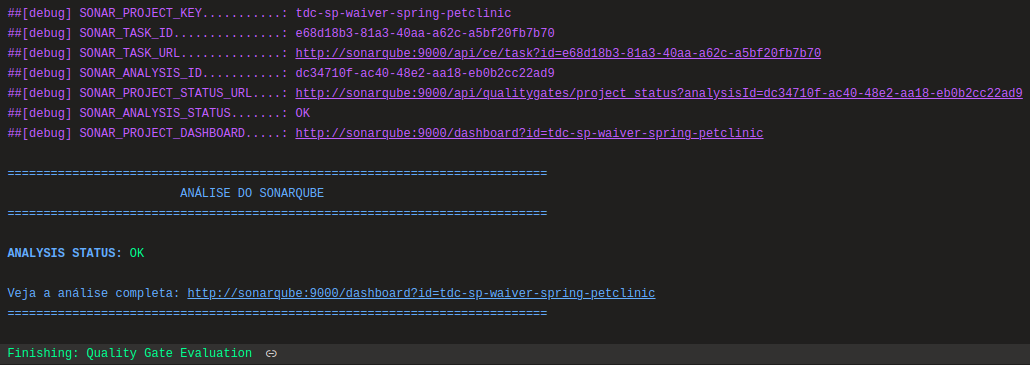 ##[debug] SONAR_PROJECT_KEY...........: tdc-sp-waiver-spring-petclinic
##[debug] SONAR_TASK_ID...............: e68d18b3-81a3-40aa-a62c-a5bf20fb7b70
##[debug] SONAR_TASK_URL..............: http://sonarqube:9000/api/ce/task?id=e68d18b3-81a3-40aa-a62c-a5bf20fb7b70
##[debug] SONAR_ANALYSIS_ID...........: dc34710f-ac40-48e2-aa18-eb0b2cc22ad9
##[debug] SONAR_PROJECT_STATUS_URL....: http://sonarqube:9000/api/qualitygates/project_status?analysisId=dc34710f-ac40-48e2-aa18-eb0b2cc22ad9
##[debug] SONAR_ANALYSIS_STATUS.......: OK
##[debug] SONAR_PROJECT_DASHBOARD.....: http://sonarqube:9000/dashboard?id=tdc-sp-waiver-spring-petclinic
===========================================================================
ANÁLISE DO SONARQUBE
===========================================================================
ANALYSIS STATUS: OK
Veja a análise completa: http://sonarqube:9000/dashboard?id=tdc-sp-waiver-spring-petclinic
===========================================================================
Finishing: Quality Gate Evaluation